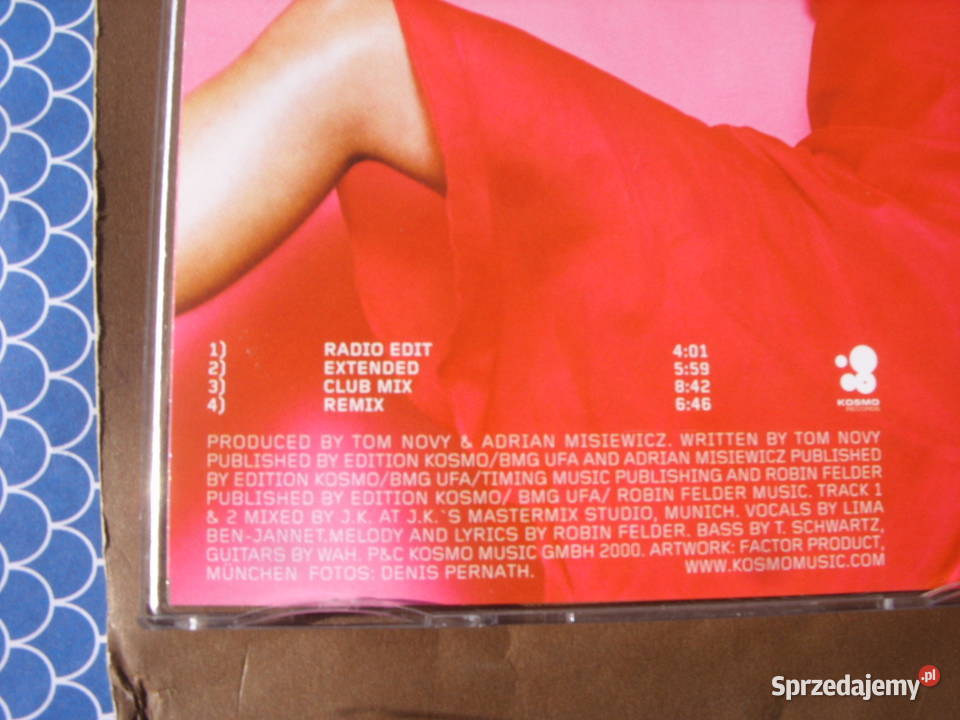 1) RADIO EDIT 4:01
2) EXTENDED 5:59
3) CLUB MIX 8:42
4) REMIX 6:46
KOSMO
RECORDS
PRODUCED BY TOM NOVY & ADRIAN MISIEWICZ. WRITTEN BY TOM NOVY
PUBLISHED BY EDITION KOSMO/BMG UFA AND ADRIAN MISIEWICZ PUBLISHED
BY EDITION KOSMO/BMG UFA/TIMING MUSIC PUBLISHING AND ROBIN FELDER
PUBLISHED BY EDITION KOSMO/ BMG UFA/ ROBIN FELDER MUSIC. TRACK 1
& 2 MIXED BY J.K. AT J.K.`S MASTERMIX STUDIO, MUNICH. VOCALS BY LIMA
BEN-JANNET.MELODY AND LYRICS BY ROBIN FELDER. BASS BY T. SCHWARTZ,
GUITARS BY WAH. P&C KOSMO MUSIC GMBH 2000. ARTWORK: FACTOR PRODUCT,
MÜNCHEN FOTOS: DENIS PERNATH. WWW.KOSMOMUSIC.COM
Sprzedajemy.pl